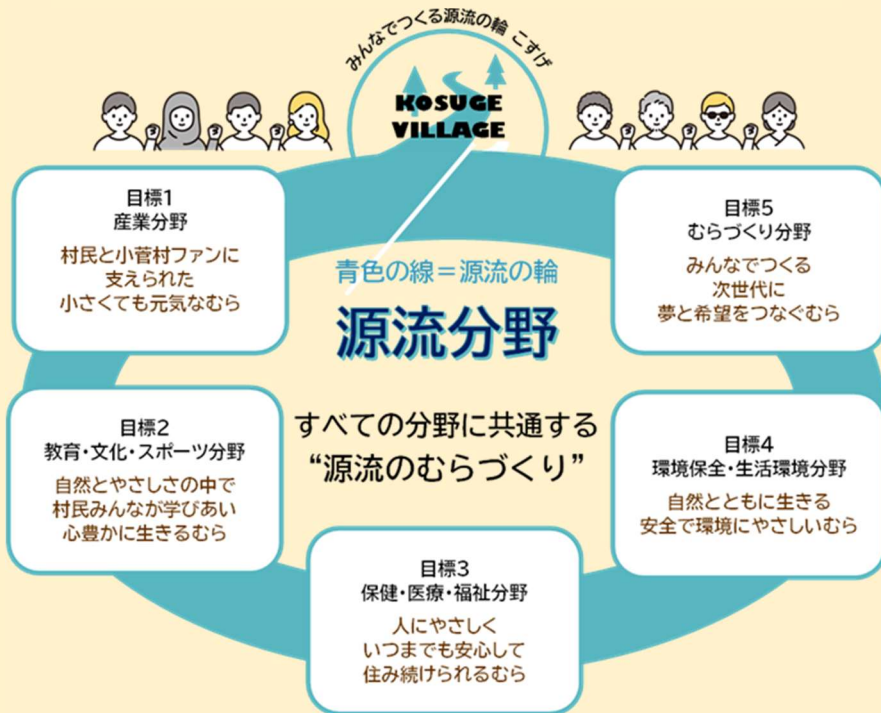 みんなでつくる源流の輪 こすげ
KOSUGE
VILLAGE
目標1
産業分野
村民と小菅村ファンに
支えられた
小さくても元気なむら
目標5
むらづくり分野
みんなでつくる
次世代に
夢と希望をつなぐむら
青色の線＝源流の輪
源流分野
すべての分野に共通する
“源流のむらづくり”
目標2
教育・文化・スポーツ分野
自然とやさしさの中で
村民みんなが学びあい
心豊かに生きるむら
目標4
環境保全・生活環境分野
自然とともに生きる
安全で環境にやさしいむら
目標3
保健・医療・福祉分野
人にやさしく
いつまでも安心して
住み続けられるむら